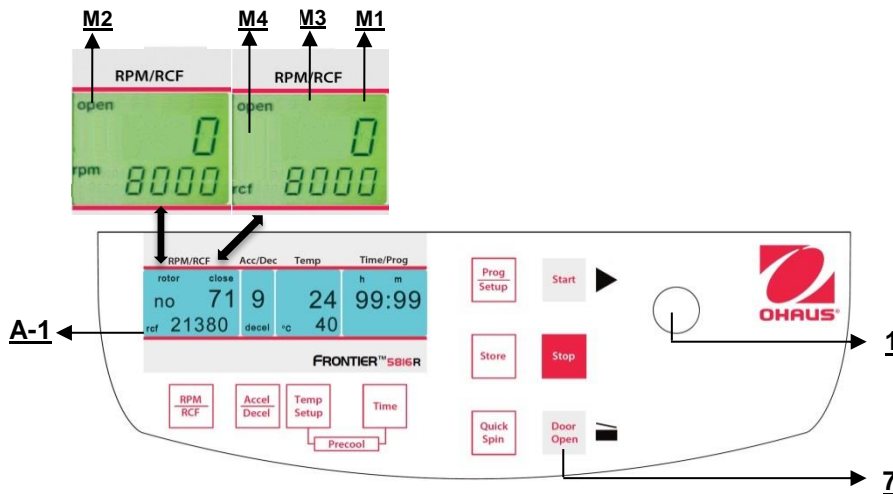 M2 M4 M3 M1
RPM/RCF RPM/RCF
open open
0 0
rpm 8000 rcf 8000
RPM/RCF Acc/Dec Temp Time/Prog
rotor close h m
no 71 9 24 99:99
rcf 21380 decel °C 40
A-1
FRONTIER™5816R
RPM
RCF
Accel
Decel
Temp
Setup
Time
Precool
Prog
Setup
Start
Store
Stop
Quick
Spin
Door
Open
OHAUS®
1
7